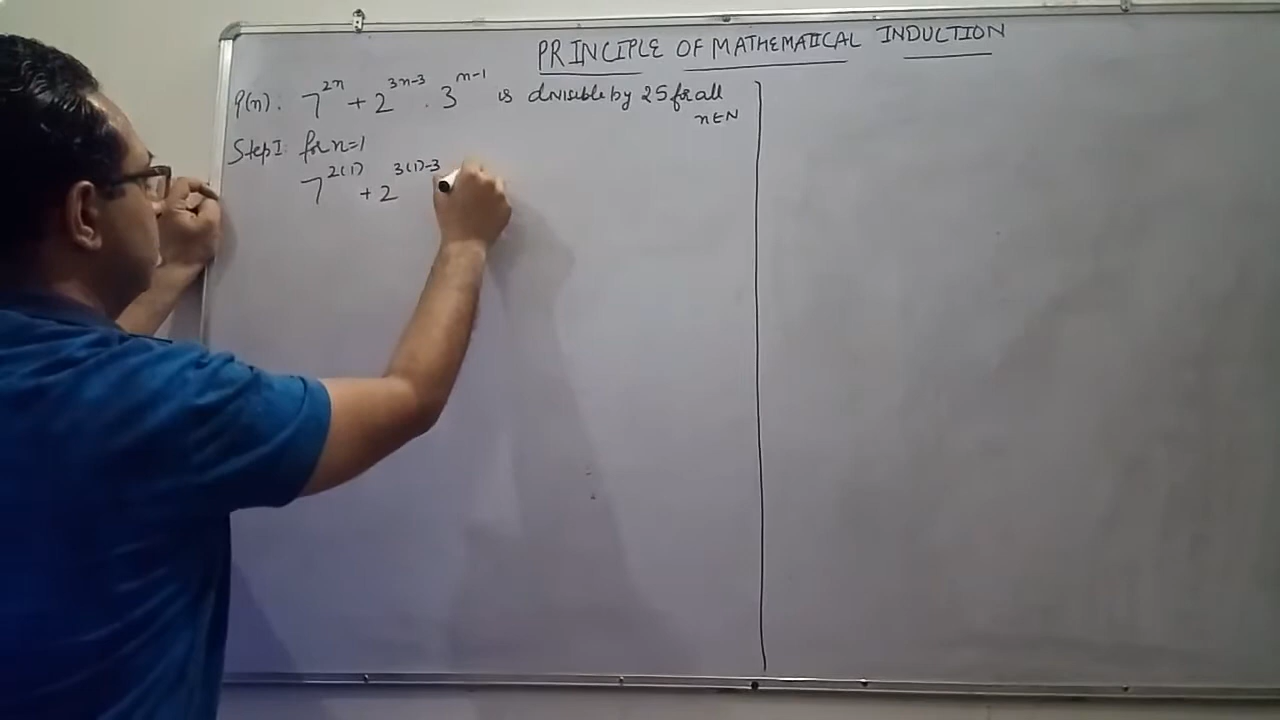 PRINCIPLE OF MATHEMATICAL INDUCTION
P(n): 7^{2n} + 2^{3n-3} . 3^{n-1} is divisible by 25 for all
n∈N
Step I: for n=1
7^{2(1)} + 2^{3(1)-3}